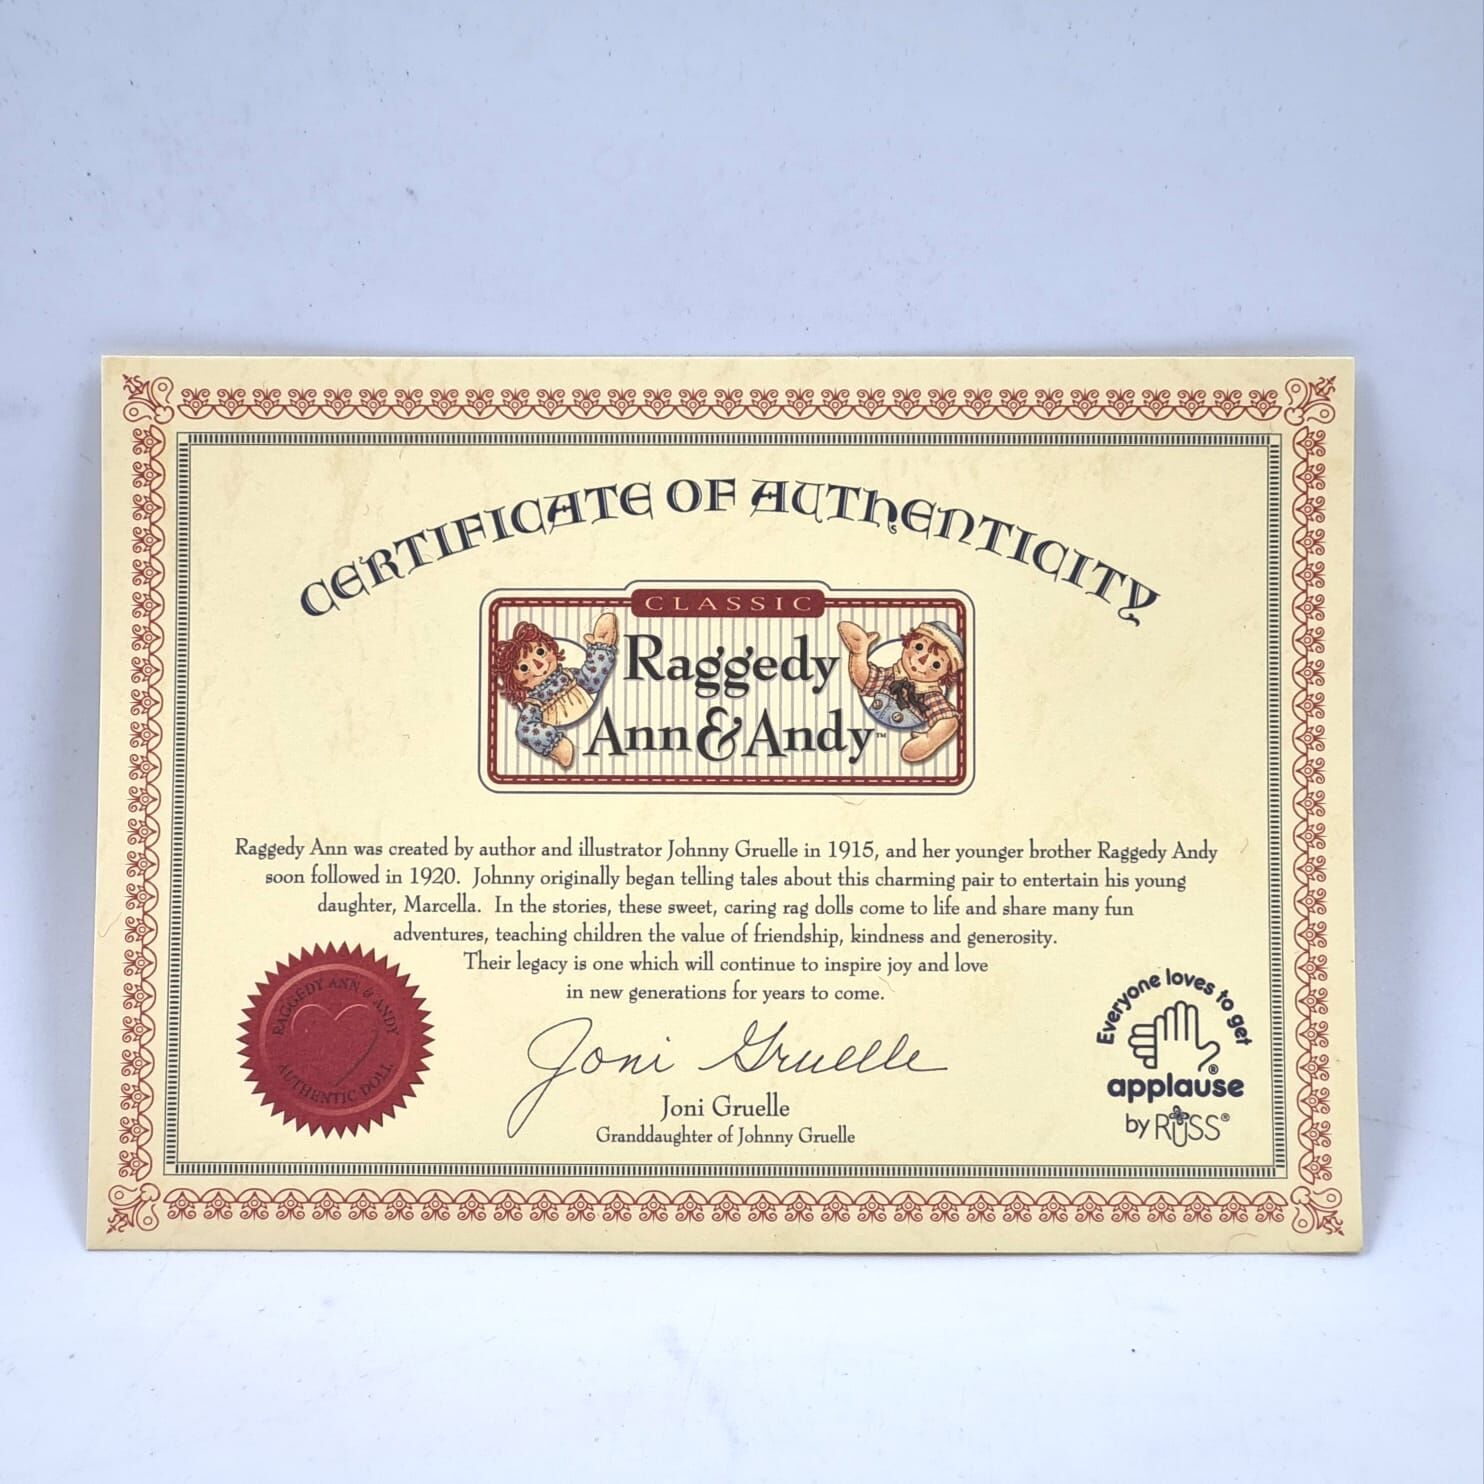 CERTIFICATE OF AUTHENTICITY
CLASSIC
Raggedy
Ann & Andy™
Raggedy Ann was created by author and illustrator Johnny Gruelle in 1915, and her younger brother Raggedy Andy
soon followed in 1920. Johnny originally began telling tales about this charming pair to entertain his young
daughter, Marcella. In the stories, these sweet, caring rag dolls come to life and share many fun
adventures, teaching children the value of friendship, kindness and generosity.
Their legacy is one which will continue to inspire joy and love
in new generations for years to come.
RAGGEDY ANN & ANDY
AUTHENTIC DOLL
Joni Gruelle
Joni Gruelle
Granddaughter of Johnny Gruelle
Everyone loves to get
applause®
by RUSS®